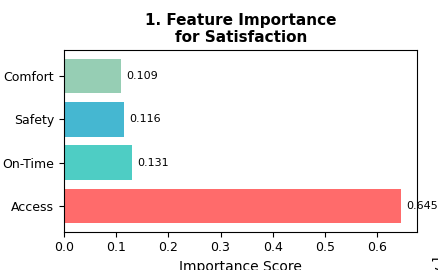 1. Feature Importance
for Satisfaction
Comfort 0.109
Safety 0.116
On-Time 0.131
Access 0.645
0.0 0.1 0.2 0.3 0.4 0.5 0.6
Importance Score